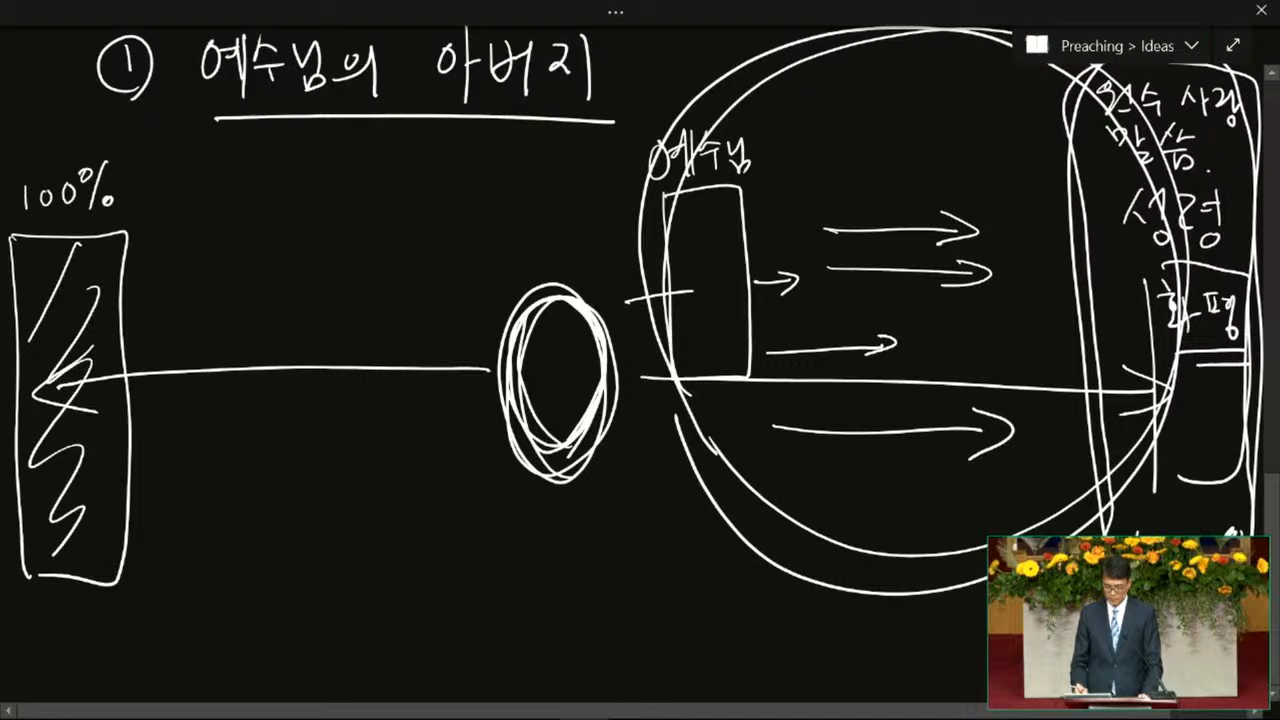 ...
Preaching > Ideas
① 예수님의 아버지
100%
예수님
원수 사랑
말씀.
성령
화평